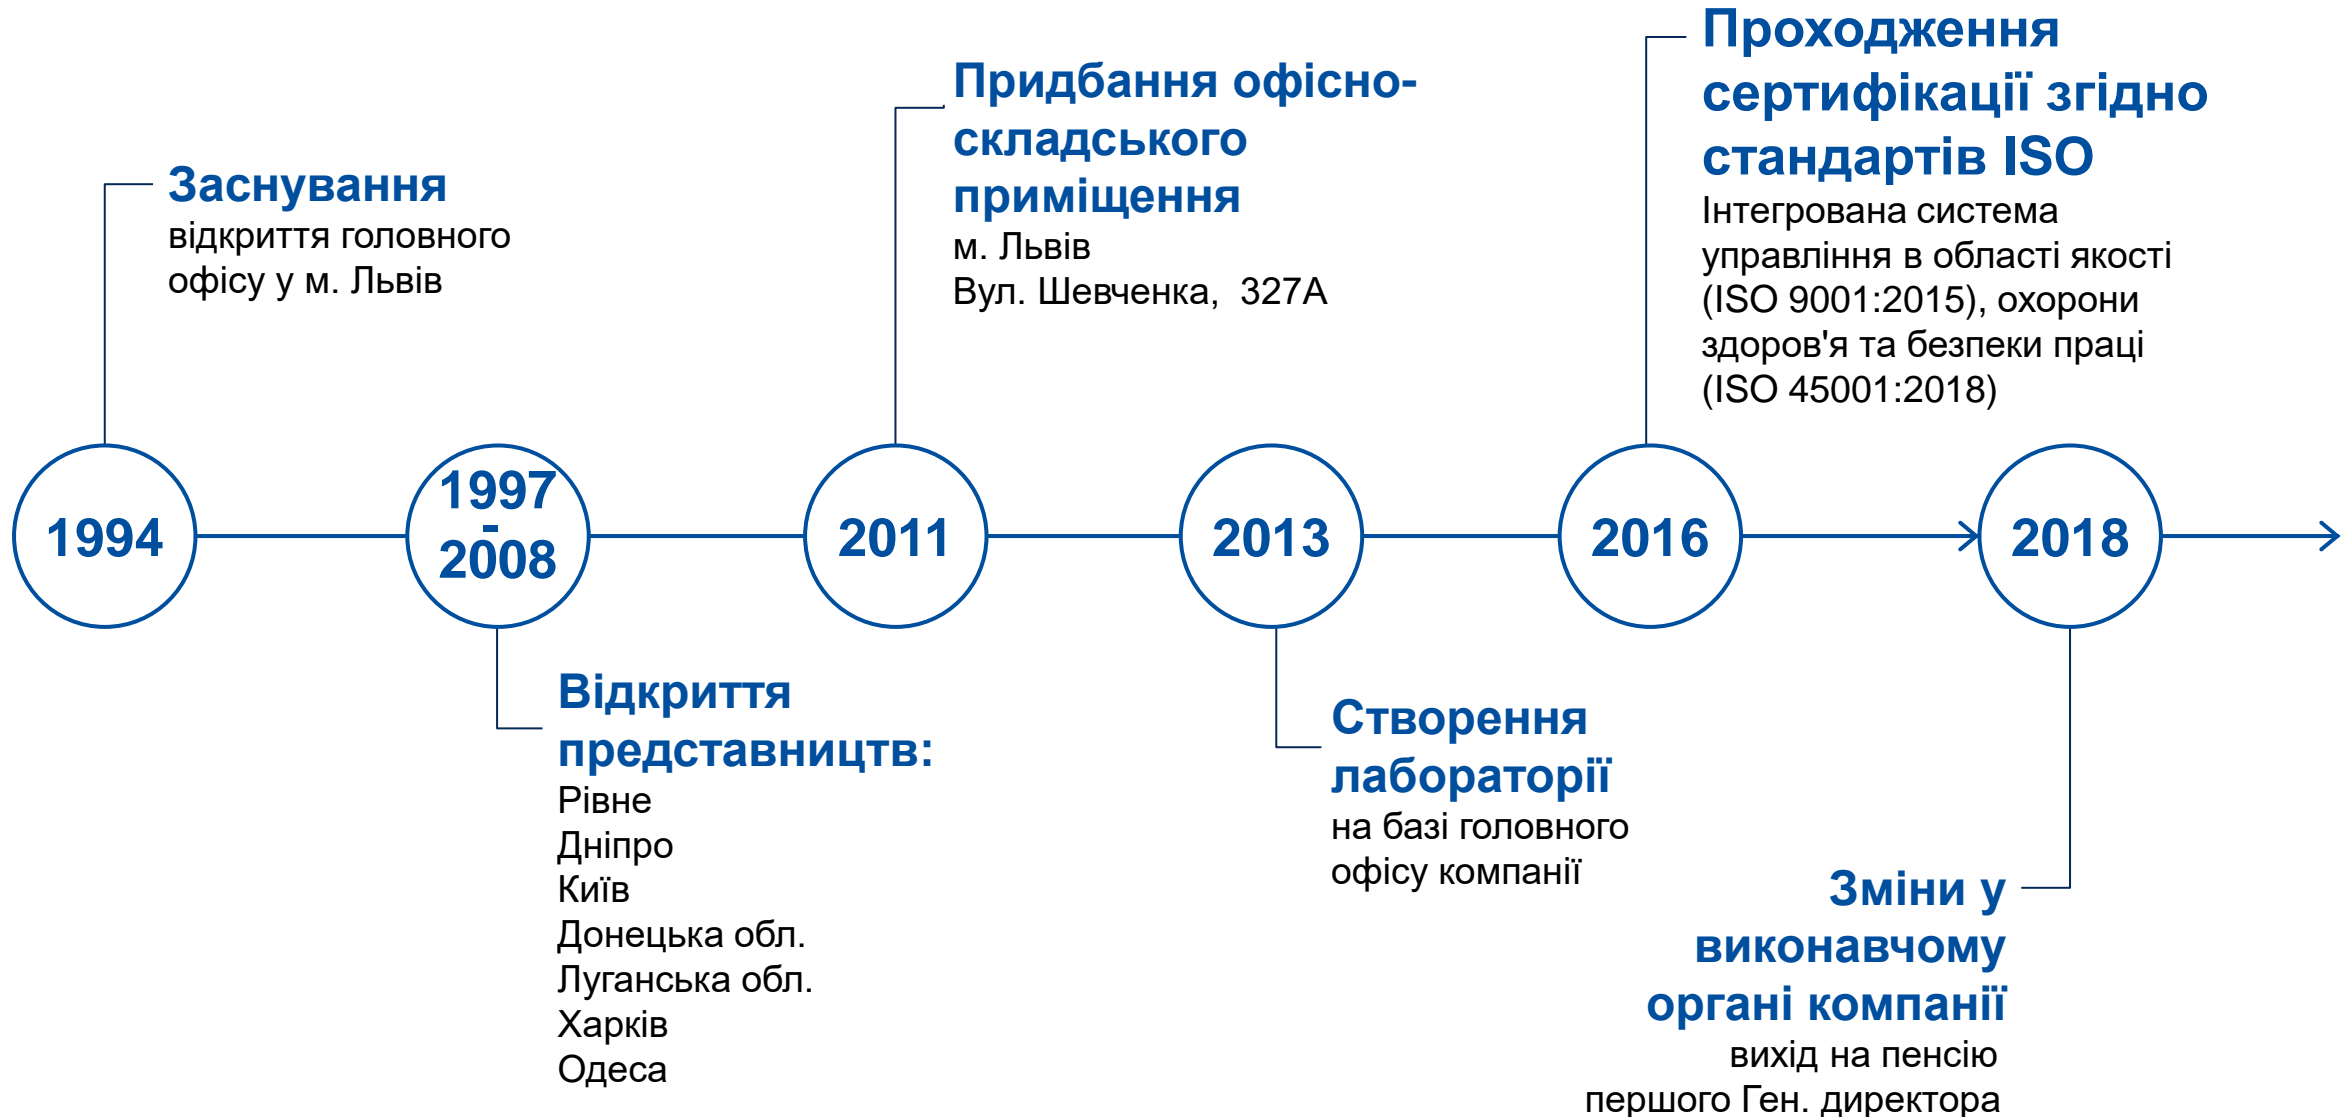 Заснування
відкриття головного
офісу у м. Львів
Придбання офісно-
складського
приміщення
м. Львів
Вул. Шевченка,  327А
Проходження
сертифікації згідно
стандартів ISO
Інтегрована система
управління в області якості
(ISO 9001:2015), охорони
здоров'я та безпеки праці
(ISO 45001:2018)
1994
1997
-
2008
2011
2013
2016
2018
Відкриття
представництв:
Рівне
Дніпро
Київ
Донецька обл.
Луганська обл.
Харків
Одеса
Створення
лабораторії
на базі головного
офісу компанії
Зміни у
виконавчому
органі компанії
вихід на пенсію
першого Ген. директора